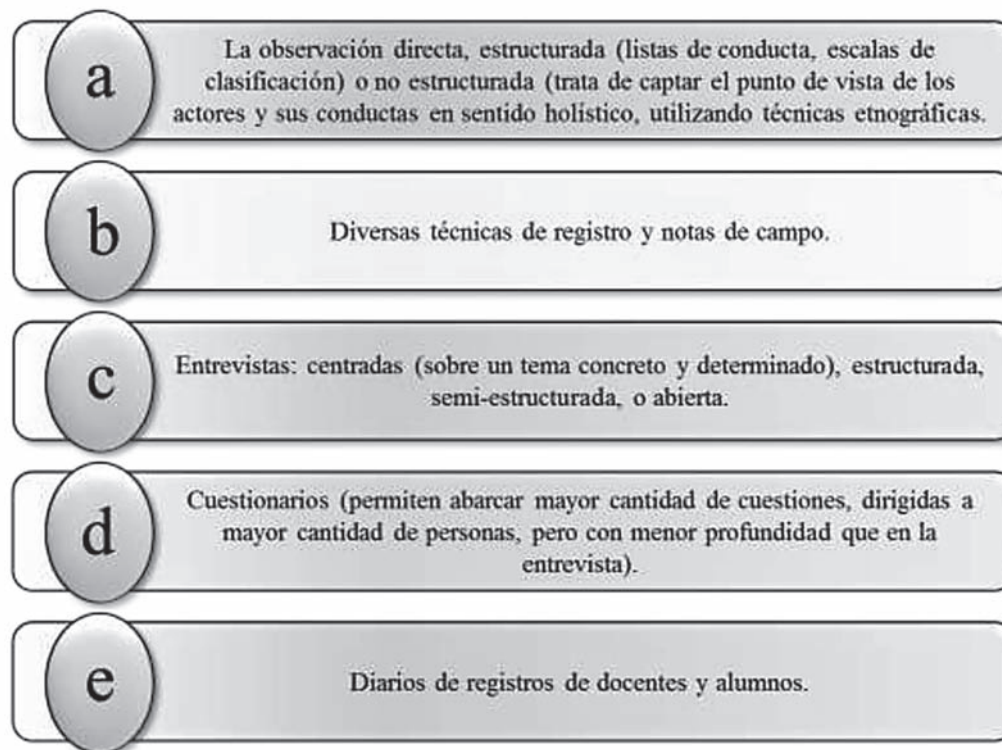 a
La observación directa, estructurada (listas de conducta, escalas de
clasificación) o no estructurada (trata de captar el punto de vista de los
actores y sus conductas en sentido holístico, utilizando técnicas etnográficas.
b
Diversas técnicas de registro y notas de campo.
c
Entrevistas: centradas (sobre un tema concreto y determinado), estructurada,
semi-estructurada, o abierta.
d
Cuestionarios (permiten abarcar mayor cantidad de cuestiones, dirigidas a
mayor cantidad de personas, pero con menor profundidad que en la
entrevista).
e
Diarios de registros de docentes y alumnos.